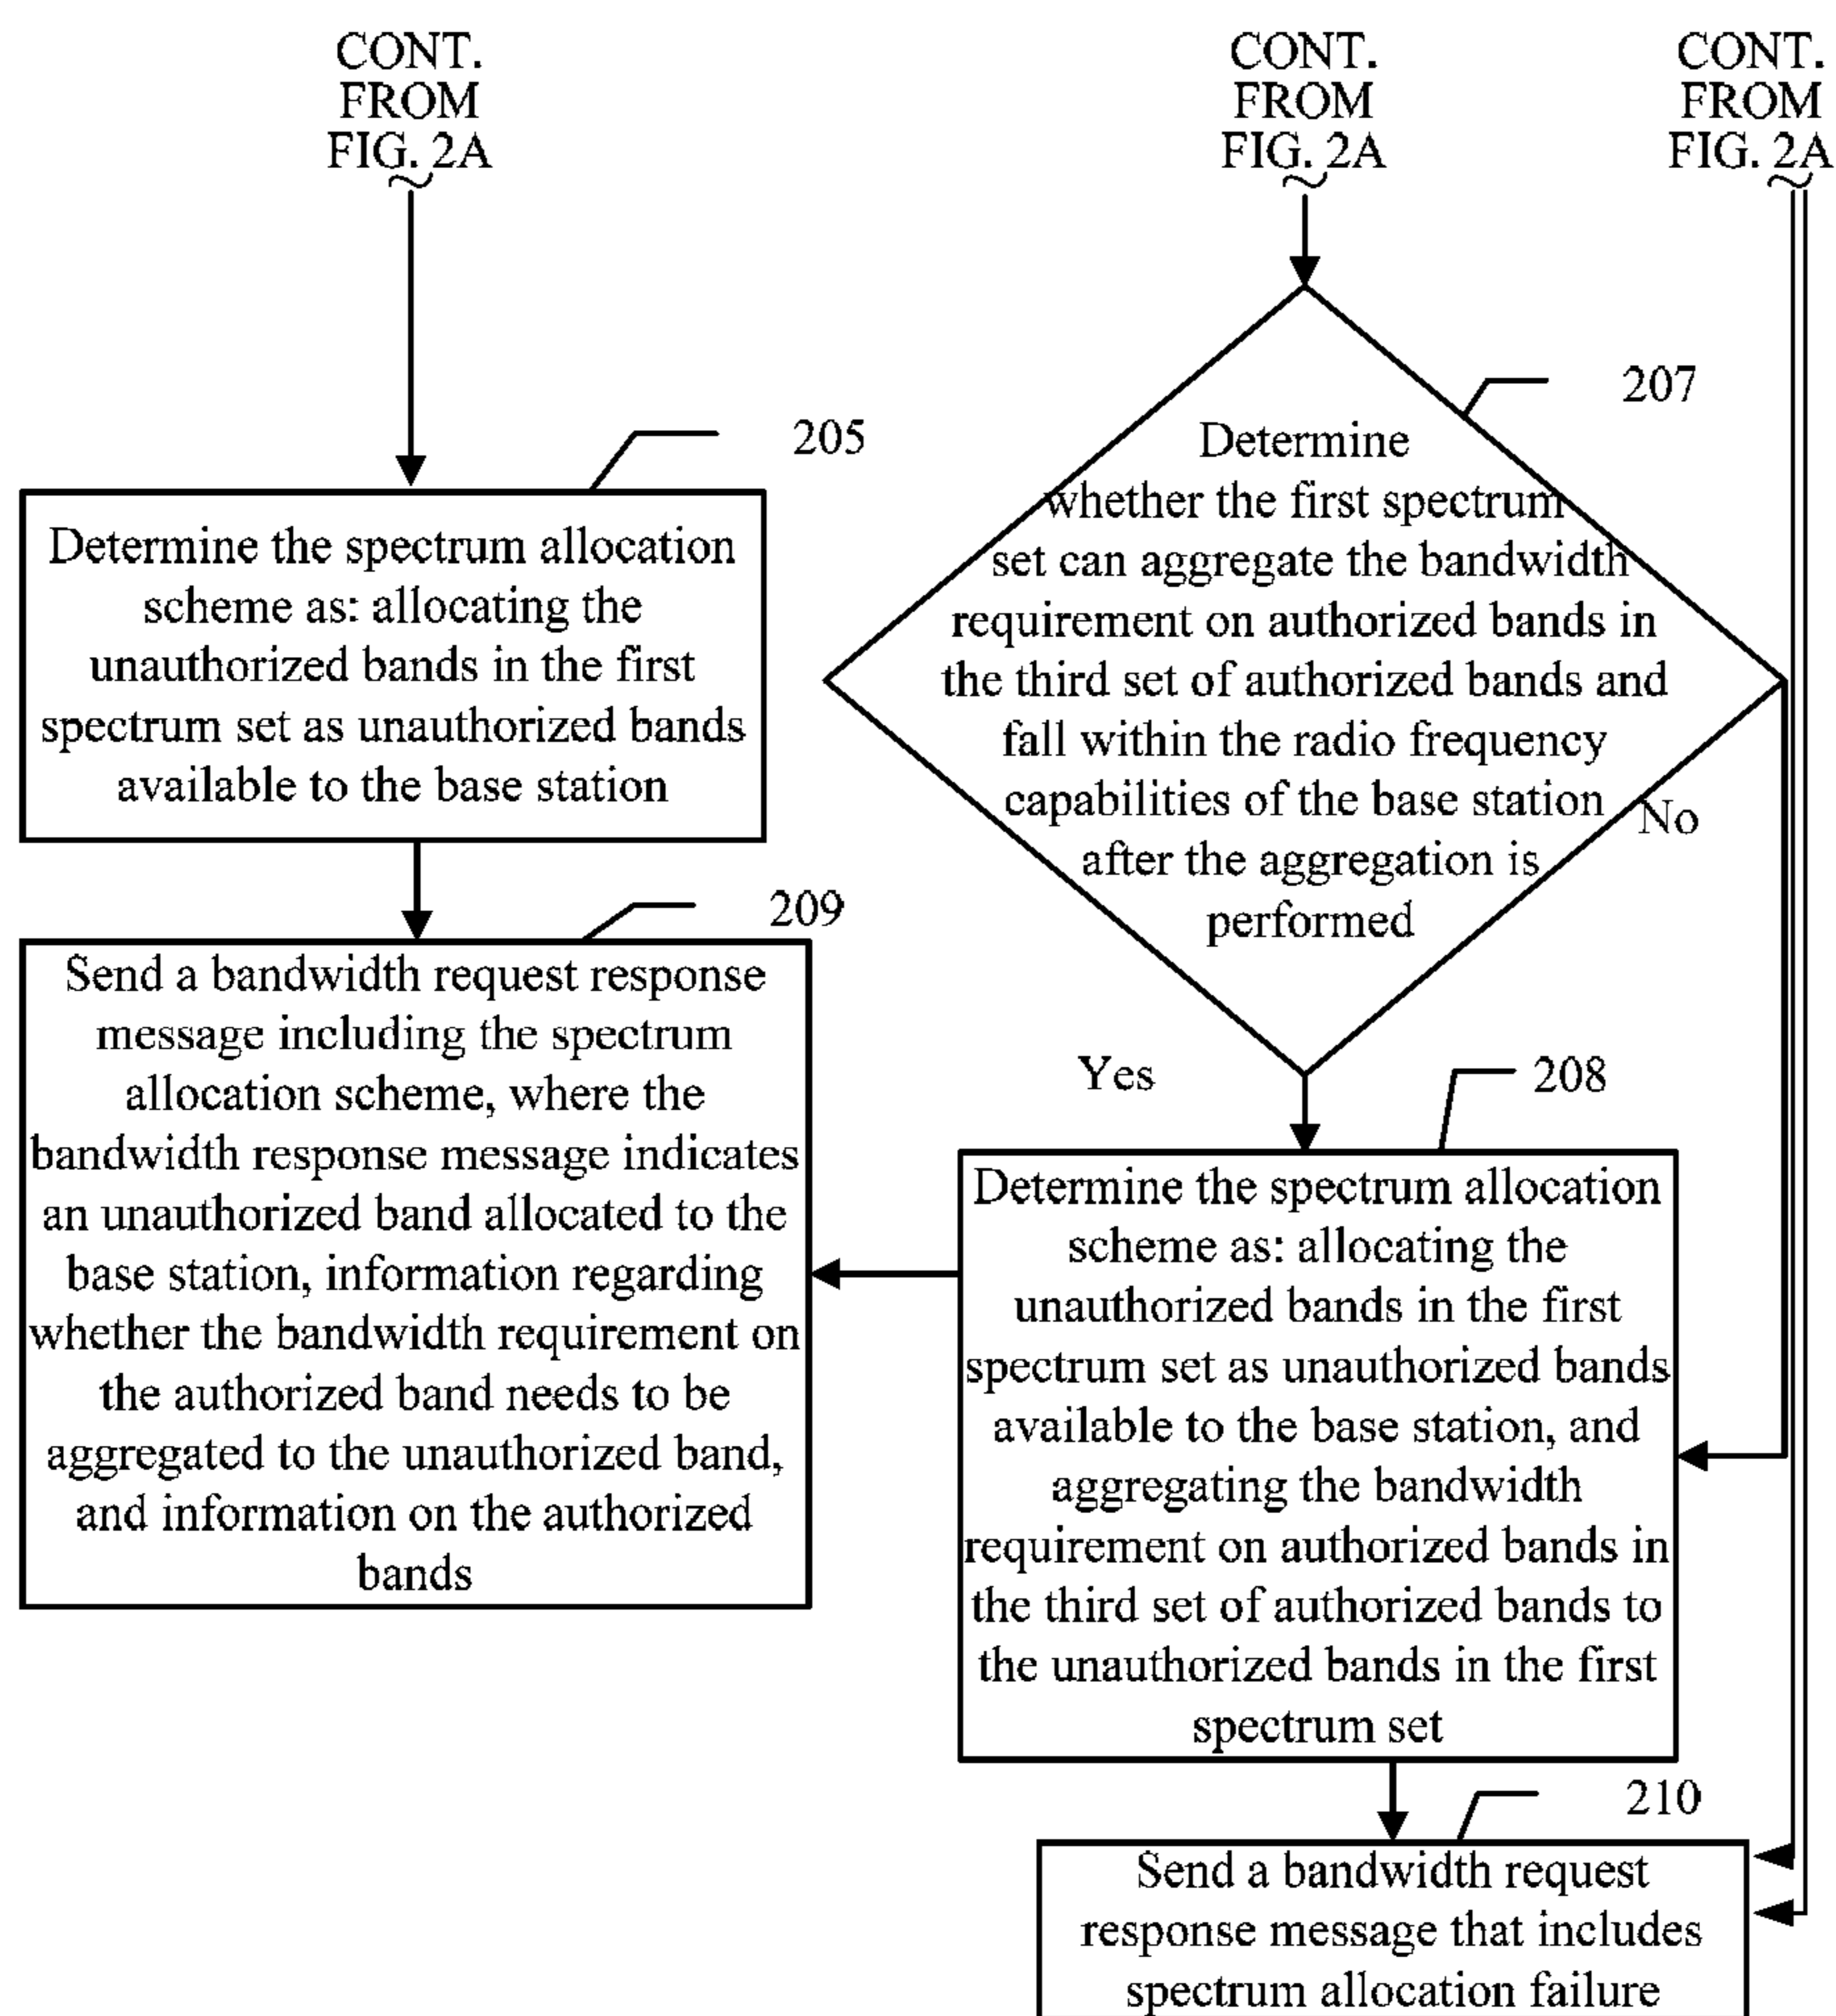 CONT.
FROM
FIG. 2A
CONT.
FROM
FIG. 2A
CONT.
FROM
FIG. 2A
205
Determine the spectrum allocation
scheme as: allocating the
unauthorized bands in the first
spectrum set as unauthorized bands
available to the base station
207
Determine
whether the first spectrum
set can aggregate the bandwidth
requirement on authorized bands in
the third set of authorized bands and
fall within the radio frequency
capabilities of the base station
after the aggregation is
performed
No
Yes
209
Send a bandwidth request response
message including the spectrum
allocation scheme, where the
bandwidth response message indicates
an unauthorized band allocated to the
base station, information regarding
whether the bandwidth requirement on
the authorized band needs to be
aggregated to the unauthorized band,
and information on the authorized
bands
208
Determine the spectrum allocation
scheme as: allocating the
unauthorized bands in the first
spectrum set as unauthorized bands
available to the base station, and
aggregating the bandwidth
requirement on authorized bands in
the third set of authorized bands to
the unauthorized bands in the first
spectrum set
210
Send a bandwidth request
response message that includes
spectrum allocation failure